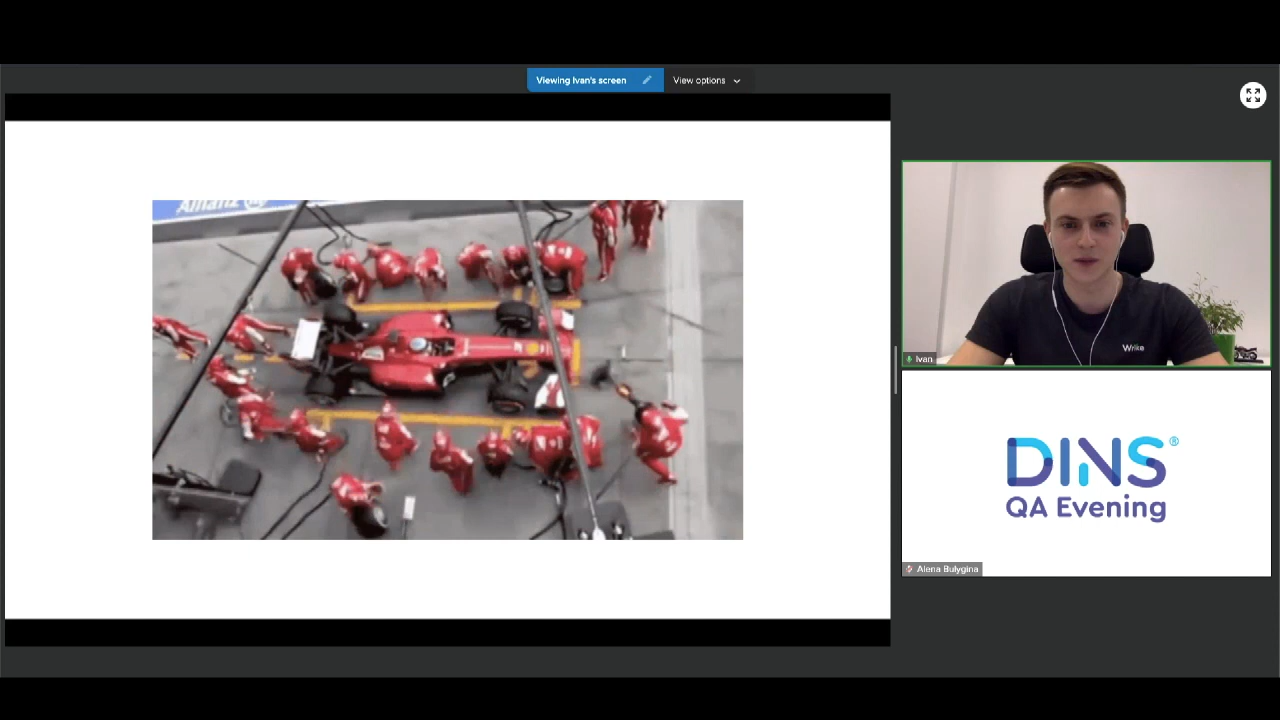 Viewing Ivan's screen
View options
Allianz
Wrike
Ivan
DINS®
QA Evening
Alena Bulygina